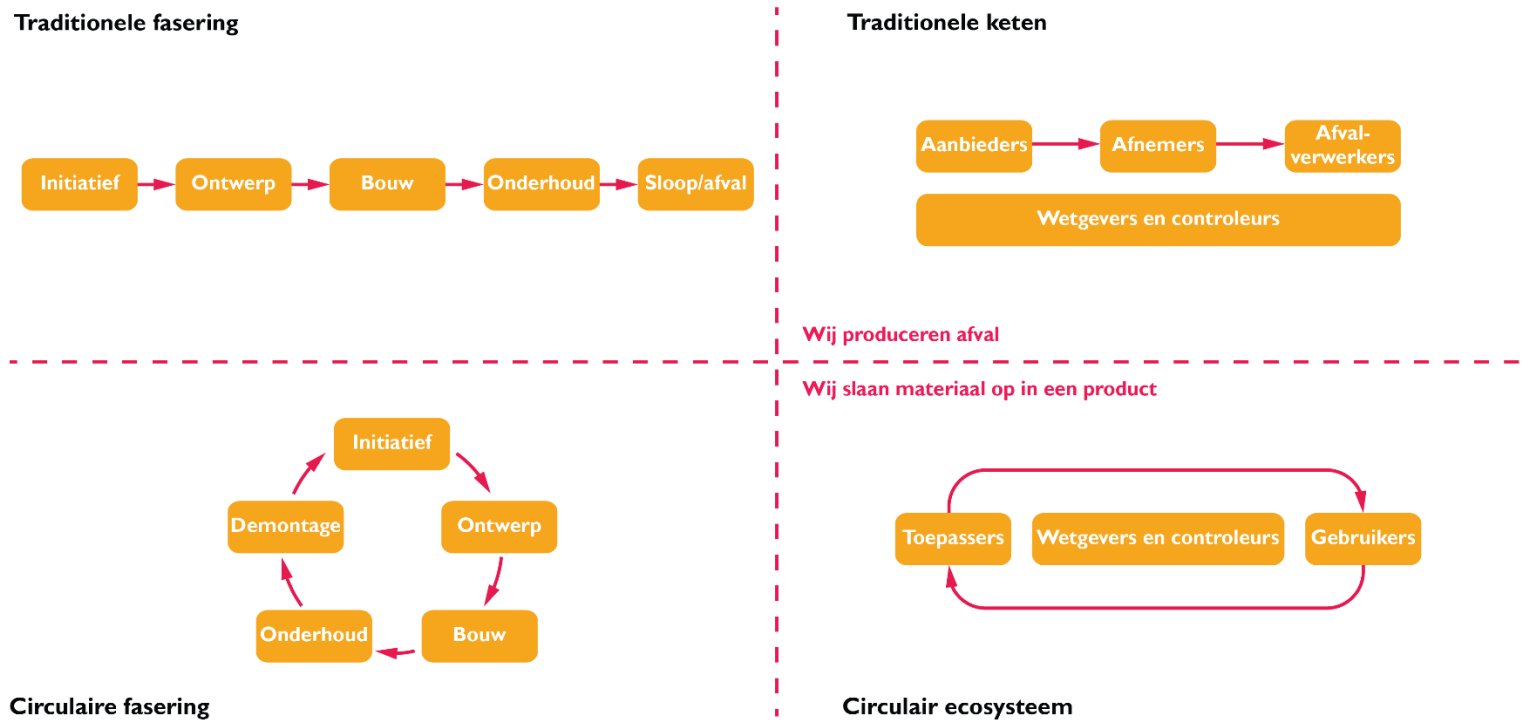 Traditionele fasering
Initiatief
Ontwerp
Bouw
Onderhoud
Sloop/afval
Traditionele keten
Aanbieders
Afnemers
Afval-
verwerkers
Wetgevers en controleurs
Wij produceren afval
Wij slaan materiaal op in een product
Initiatief
Ontwerp
Bouw
Onderhoud
Demontage
Circulaire fasering
Toepassers
Wetgevers en controleurs
Gebruikers
Circulair ecosysteem